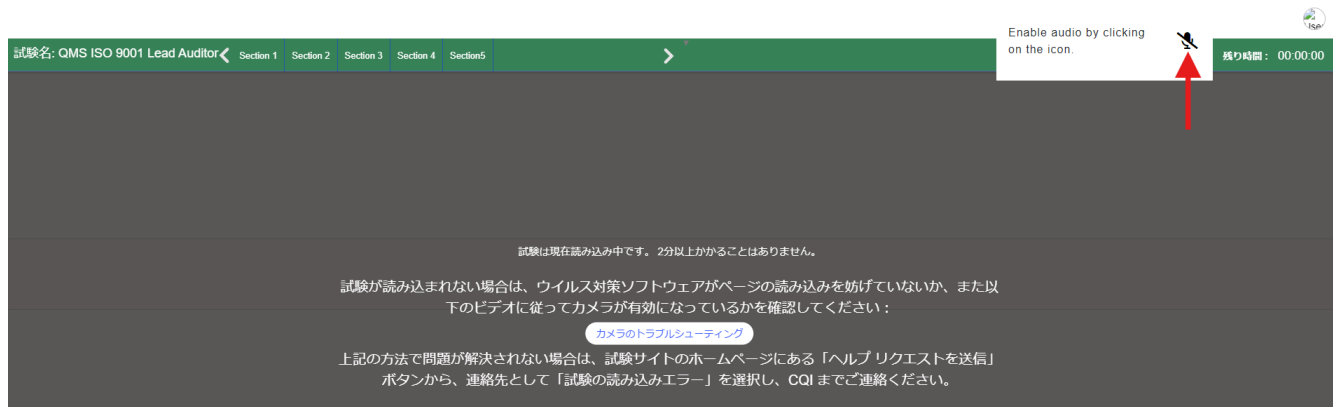 Enable audio by clicking
on the icon.
試験名: QMS ISO 9001 Lead Auditor
Section 1
Section 2
Section 3
Section 4
Section5
残り時間： 00:00:00
試験は現在読み込み中です。 2分以上かかることはありません。
試験が読み込まれない場合は、ウイルス対策ソフトウェアがページの読み込みを妨げていないか、また以
下のビデオに従ってカメラが有効になっているかを確認してください：
カメラのトラブルシューティング
上記の方法で問題が解決されない場合は、試験サイトのホームページにある「ヘルプ リクエストを送信」
ボタンから、連絡先として「試験の読み込みエラー」を選択し、CQI までご連絡ください。